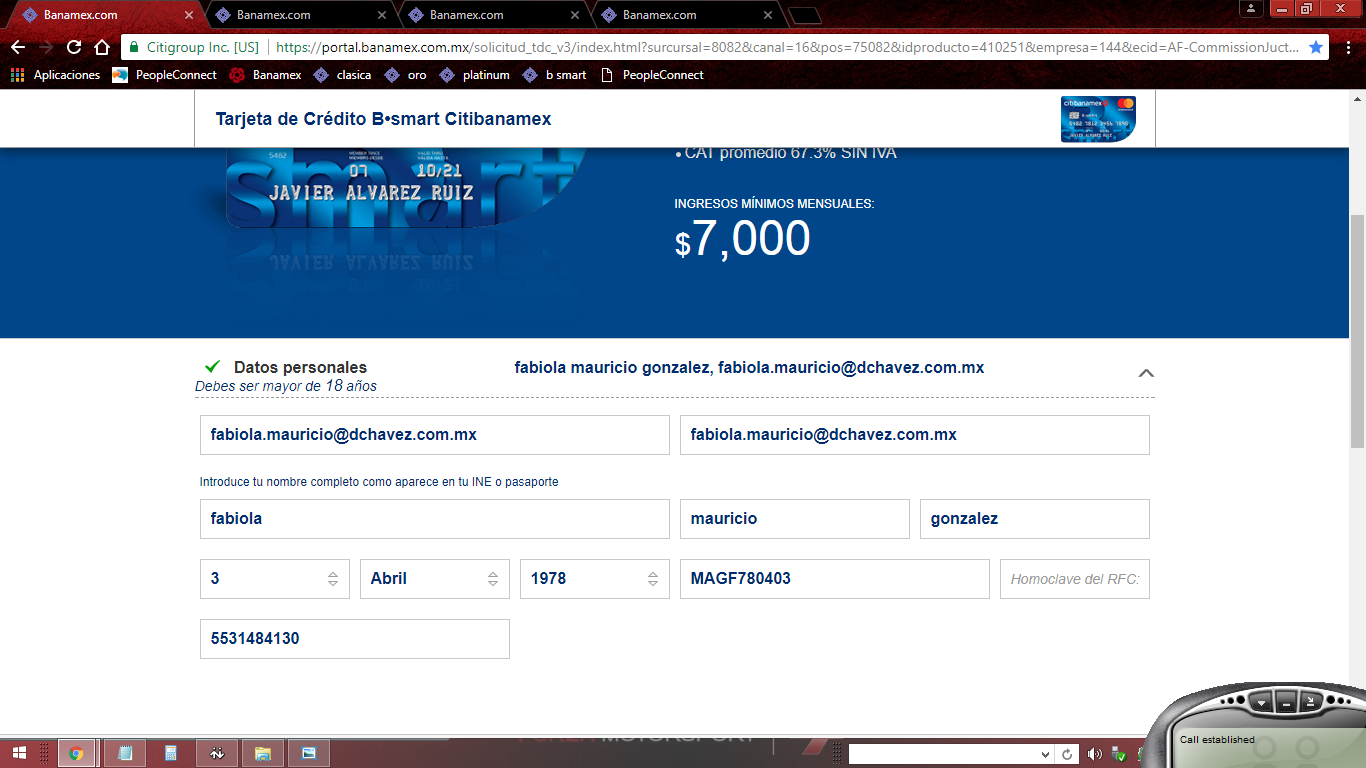 Banamex.com Banamex.com Banamex.com Banamex.com
Citigroup Inc. [US] https://portal.banamex.com.mx/solicitud_tdc_v3/index.html?sursursal=8082&canal=16&pos=75082&idproducto=410251&empresa=144&ecid=AF-CommissionJuct...
Aplicaciones PeopleConnect Banamex clasica oro platinum b smart PeopleConnect
Tarjeta de Crédito B•smart Citibanamex
citibanamex
• CAT promedio 67.3% SIN IVA
5482 07 10/21
smart
JAVIER ALVAREZ RUIZ
INGRESOS MÍNIMOS MENSUALES:
$7,000
Datos personales fabiola mauricio gonzalez, fabiola.mauricio@dchavez.com.mx
Debes ser mayor de 18 años
fabiola.mauricio@dchavez.com.mx fabiola.mauricio@dchavez.com.mx
Introduce tu nombre completo como aparece en tu INE o pasaporte
fabiola mauricio gonzalez
3 Abril 1978 MAGF780403 Homoclave del RFC:
5531484130
Call established